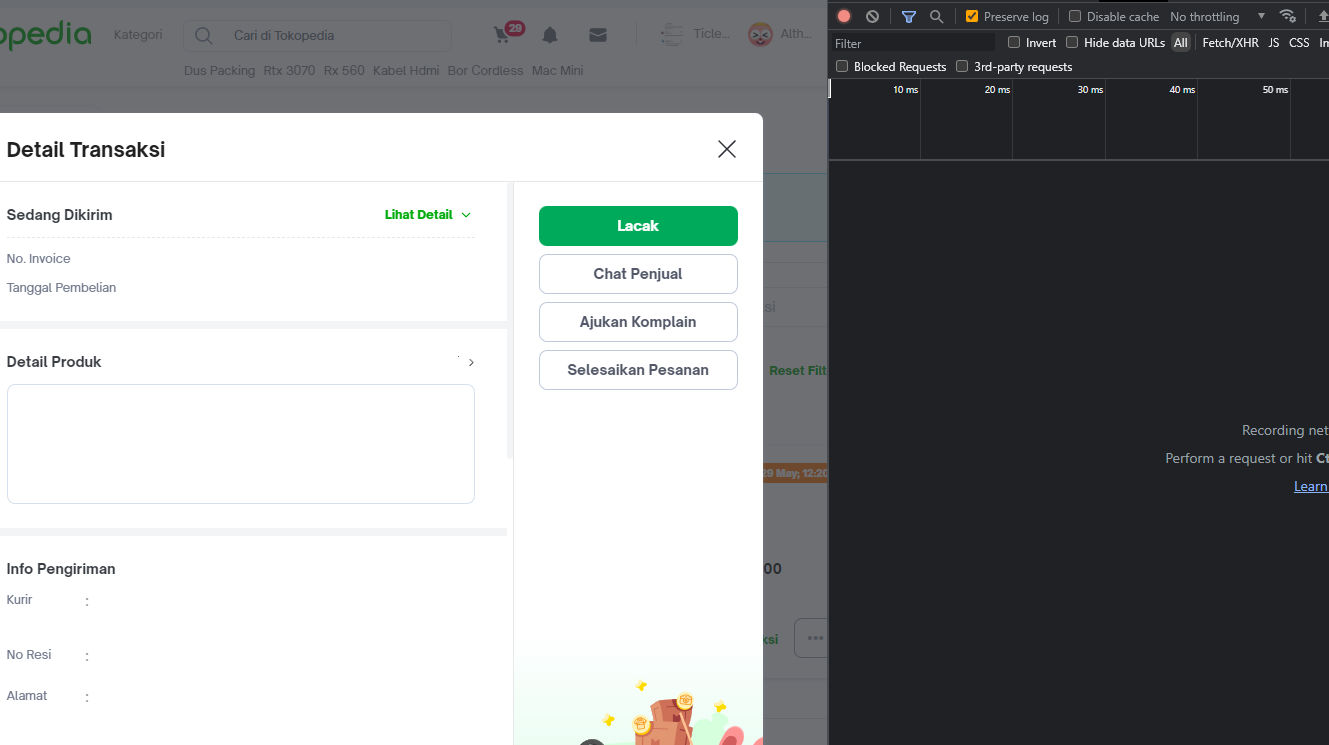 opedia Kategori Cari di Tokopedia 29 Ticle... Alth...
Dus Packing Rtx 3070 Rx 560 Kabel Hdmi Bor Cordless Mac Mini
Detail Transaksi
Sedang Dikirim Lihat Detail
No. Invoice
Tanggal Pembelian
Detail Produk
Info Pengiriman
Kurir :
No Resi :
Alamat :
Lacak
Chat Penjual
Ajukan Komplain
Selesaikan Pesanan
si
Reset Filt
29 May; 12:20
00
ksi
Preserve log Disable cache No throttling
Filter Invert Hide data URLs All Fetch/XHR JS CSS Im
Blocked Requests 3rd-party requests
10 ms 20 ms 30 ms 40 ms 50 ms
Recording net
Perform a request or hit Ct
Learn